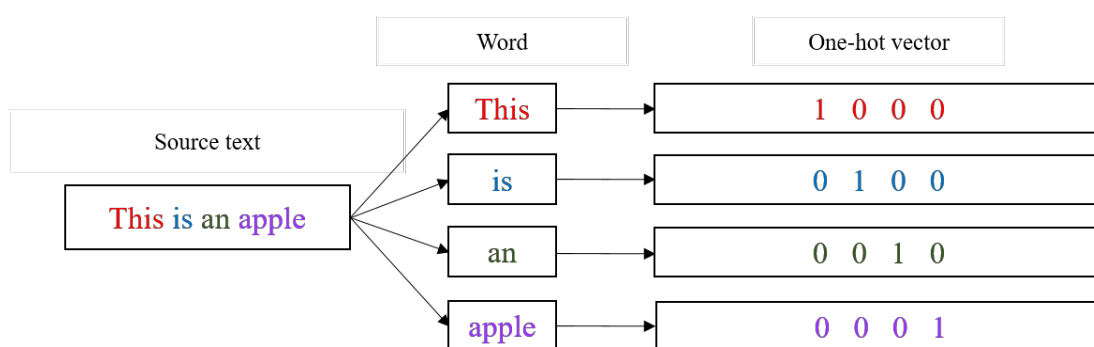 Word
One-hot vector
Source text
This is an apple
This
1 0 0 0
is
0 1 0 0
an
0 0 1 0
apple
0 0 0 1